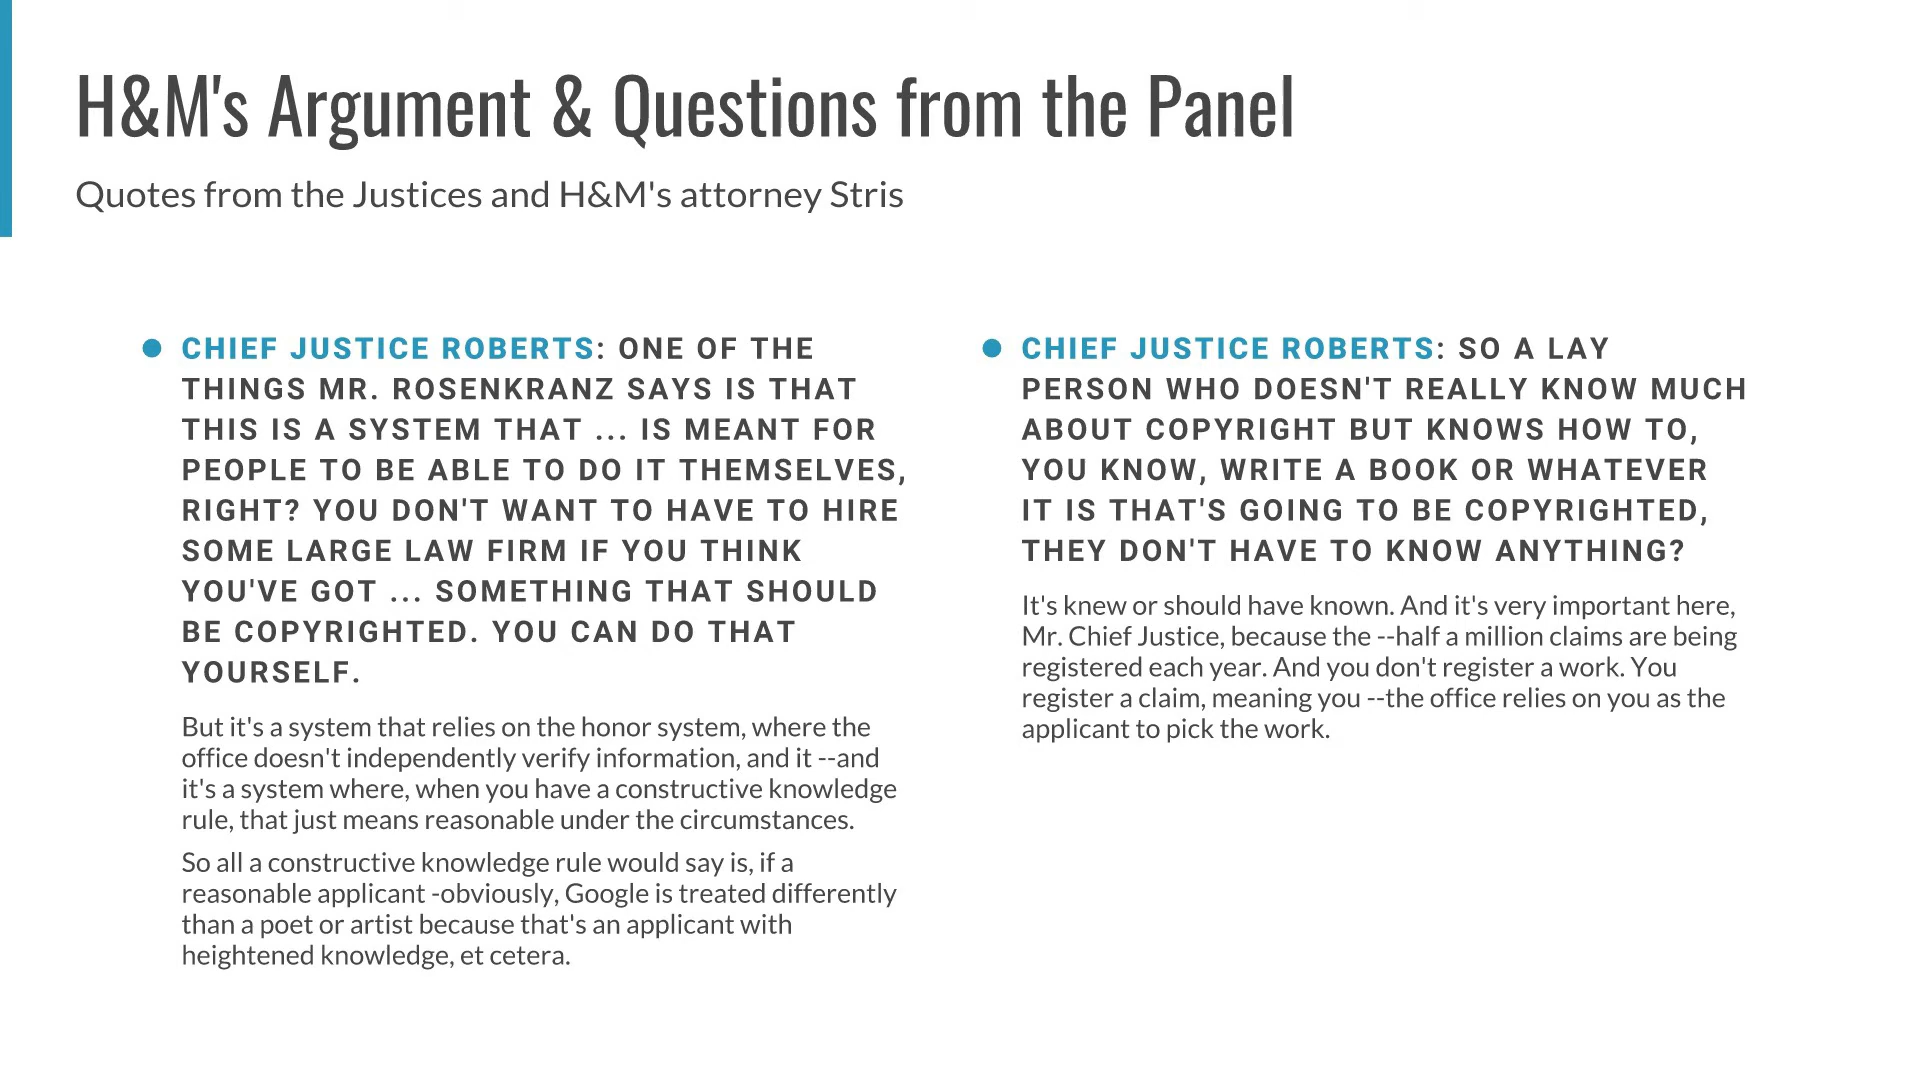 H&M's Argument & Questions from the Panel
Quotes from the Justices and H&M's attorney Stris
CHIEF JUSTICE ROBERTS: ONE OF THE
THINGS MR. ROSENKRANZ SAYS IS THAT
THIS IS A SYSTEM THAT ... IS MEANT FOR
PEOPLE TO BE ABLE TO DO IT THEMSELVES,
RIGHT? YOU DON'T WANT TO HAVE TO HIRE
SOME LARGE LAW FIRM IF YOU THINK
YOU'VE GOT ... SOMETHING THAT SHOULD
BE COPYRIGHTED. YOU CAN DO THAT
YOURSELF.
But it's a system that relies on the honor system, where the
office doesn't independently verify information, and it --and
it's a system where, when you have a constructive knowledge
rule, that just means reasonable under the circumstances.
So all a constructive knowledge rule would say is, if a
reasonable applicant -obviously, Google is treated differently
than a poet or artist because that's an applicant with
heightened knowledge, et cetera.
CHIEF JUSTICE ROBERTS: SO A LAY
PERSON WHO DOESN'T REALLY KNOW MUCH
ABOUT COPYRIGHT BUT KNOWS HOW TO,
YOU KNOW, WRITE A BOOK OR WHATEVER
IT IS THAT'S GOING TO BE COPYRIGHTED,
THEY DON'T HAVE TO KNOW ANYTHING?
It's knew or should have known. And it's very important here,
Mr. Chief Justice, because the --half a million claims are being
registered each year. And you don't register a work. You
register a claim, meaning you --the office relies on you as the
applicant to pick the work.